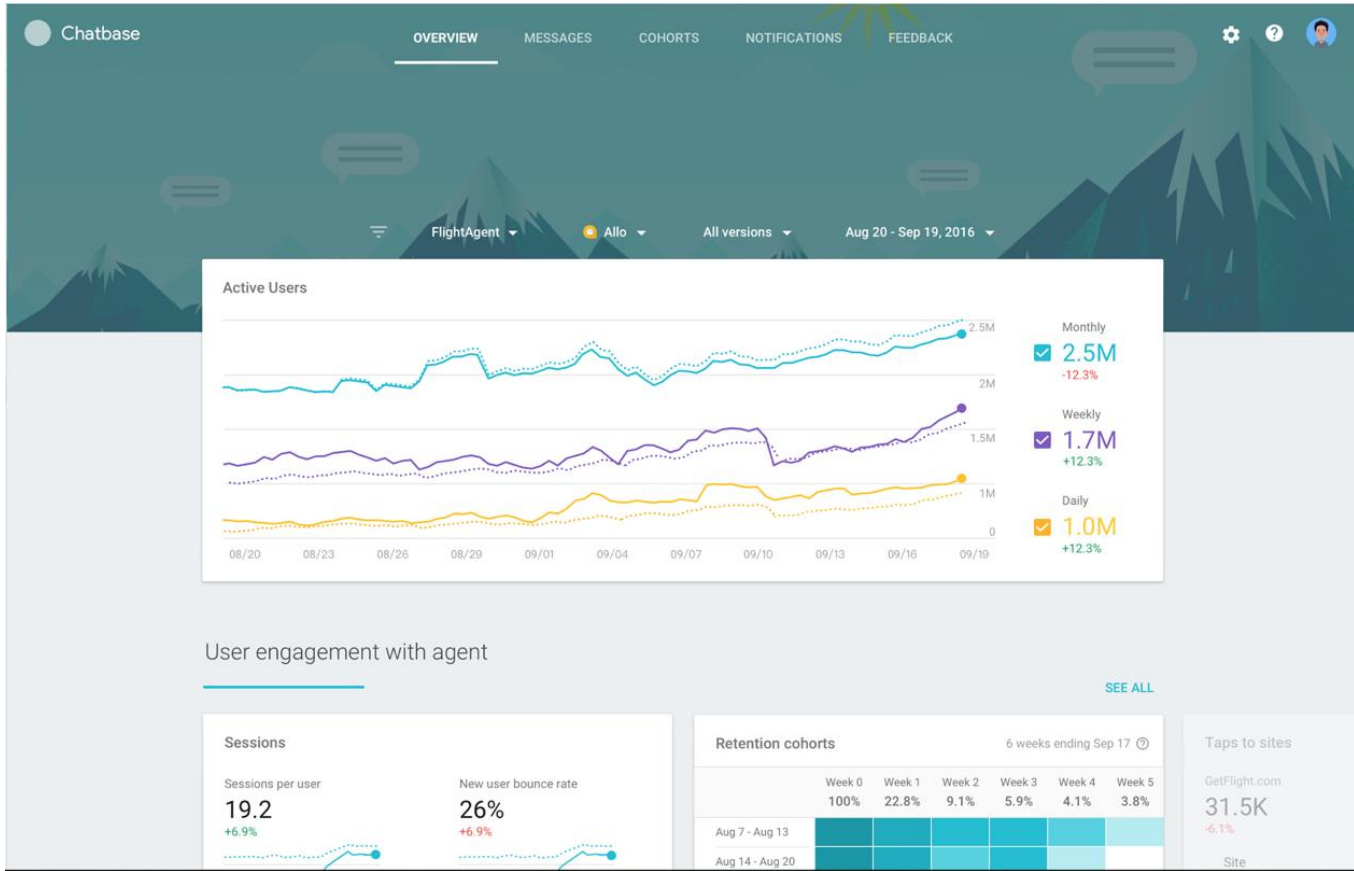 Chatbase
OVERVIEW MESSAGES COHORTS NOTIFICATIONS FEEDBACK
FlightAgent Allo All versions Aug 20 - Sep 19, 2016
Active Users
2.5M
2M
1.5M
1M
0
08/20 08/23 08/26 08/29 09/01 09/04 09/07 09/10 09/13 09/16 09/19
Monthly
2.5M
-12.3%
Weekly
1.7M
+12.3%
Daily
1.0M
+12.3%
User engagement with agent
SEE ALL
Sessions
Sessions per user
19.2
+6.9%
New user bounce rate
26%
+6.9%
Retention cohorts 6 weeks ending Sep 17
Week 0 Week 1 Week 2 Week 3 Week 4 Week 5
100% 22.8% 9.1% 5.9% 4.1% 3.8%
Aug 7 - Aug 13
Aug 14 - Aug 20
Taps to sites
GetFlight.com
31.5K
-6.1%
Site